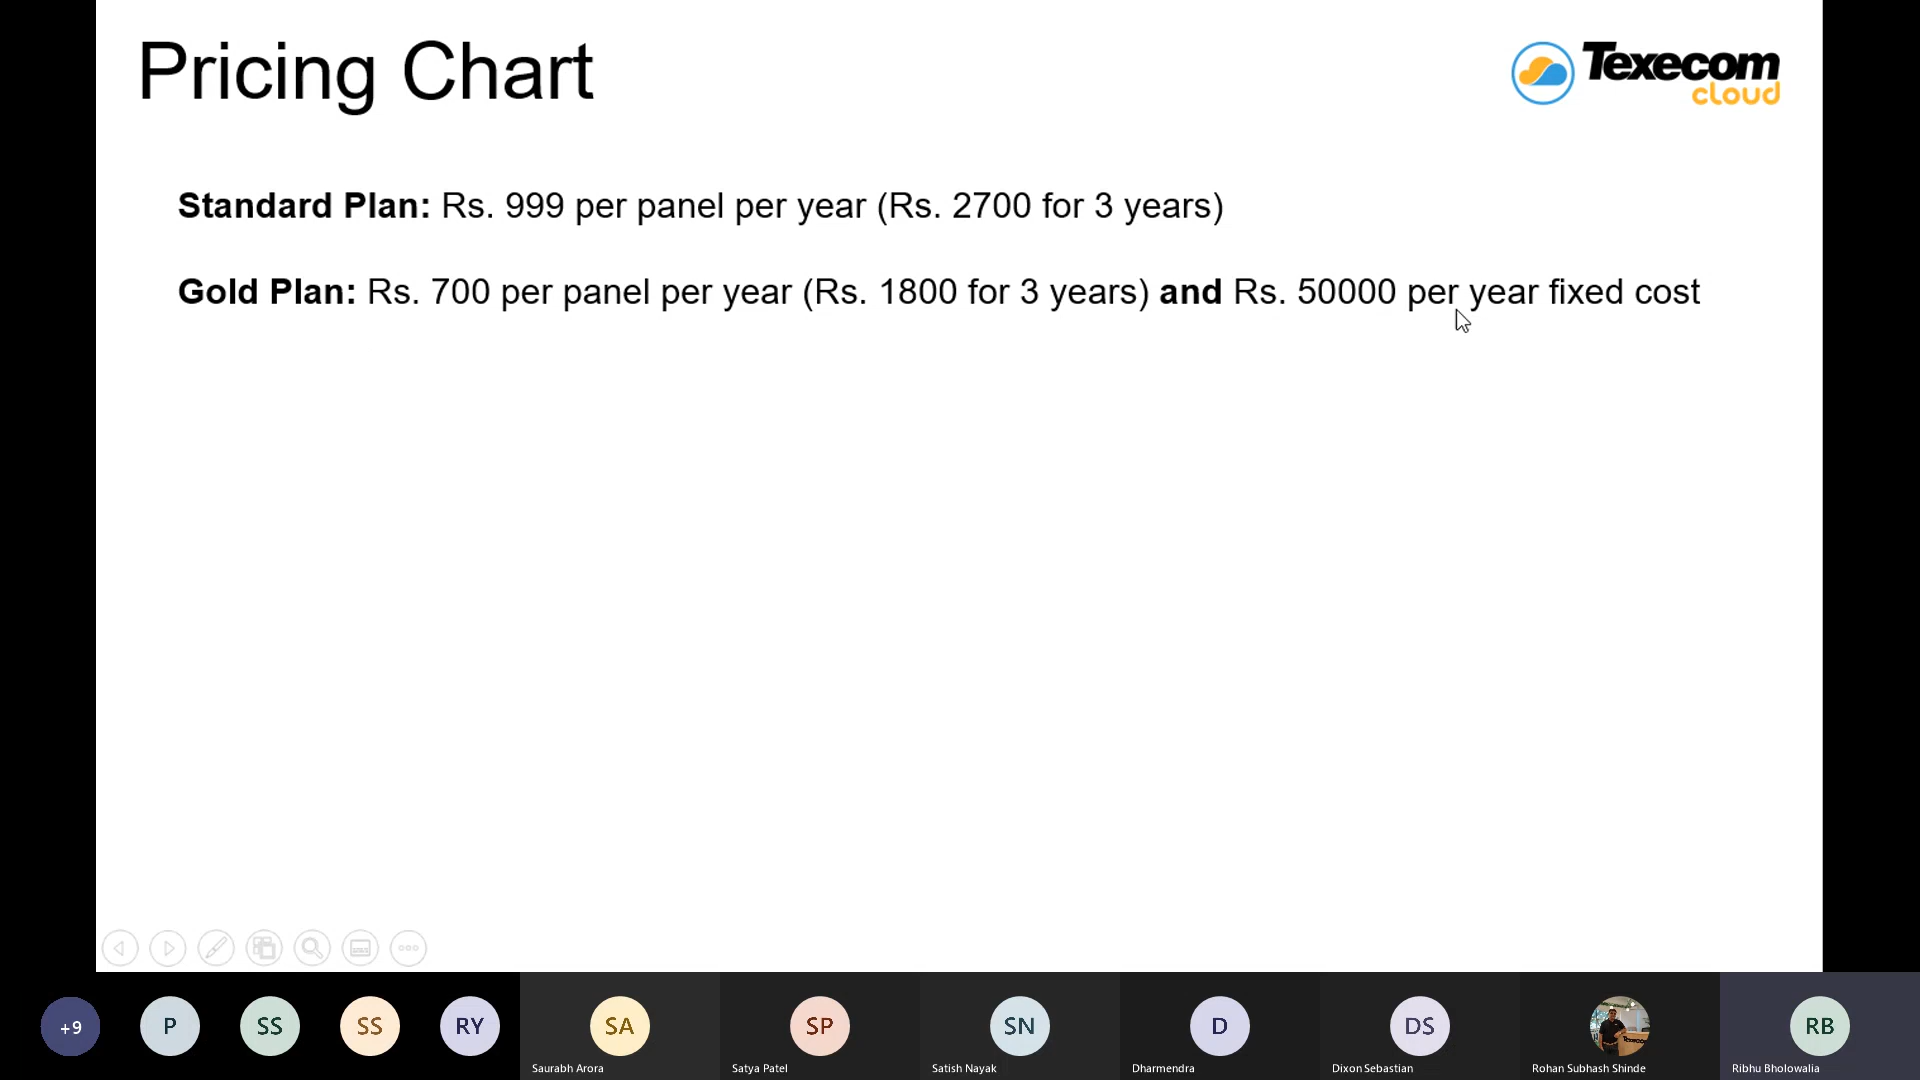 Pricing Chart
Texecom
cloud
Standard Plan: Rs. 999 per panel per year (Rs. 2700 for 3 years)
Gold Plan: Rs. 700 per panel per year (Rs. 1800 for 3 years) and Rs. 50000 per year fixed cost
+9
P
SS
SS
RY
SA
SP
SN
D
DS
RB
Saurabh Arora
Satya Patel
Satish Nayak
Dharmendra
Dixon Sebastian
Rohan Subhash Shinde
Ribhu Bholowalia